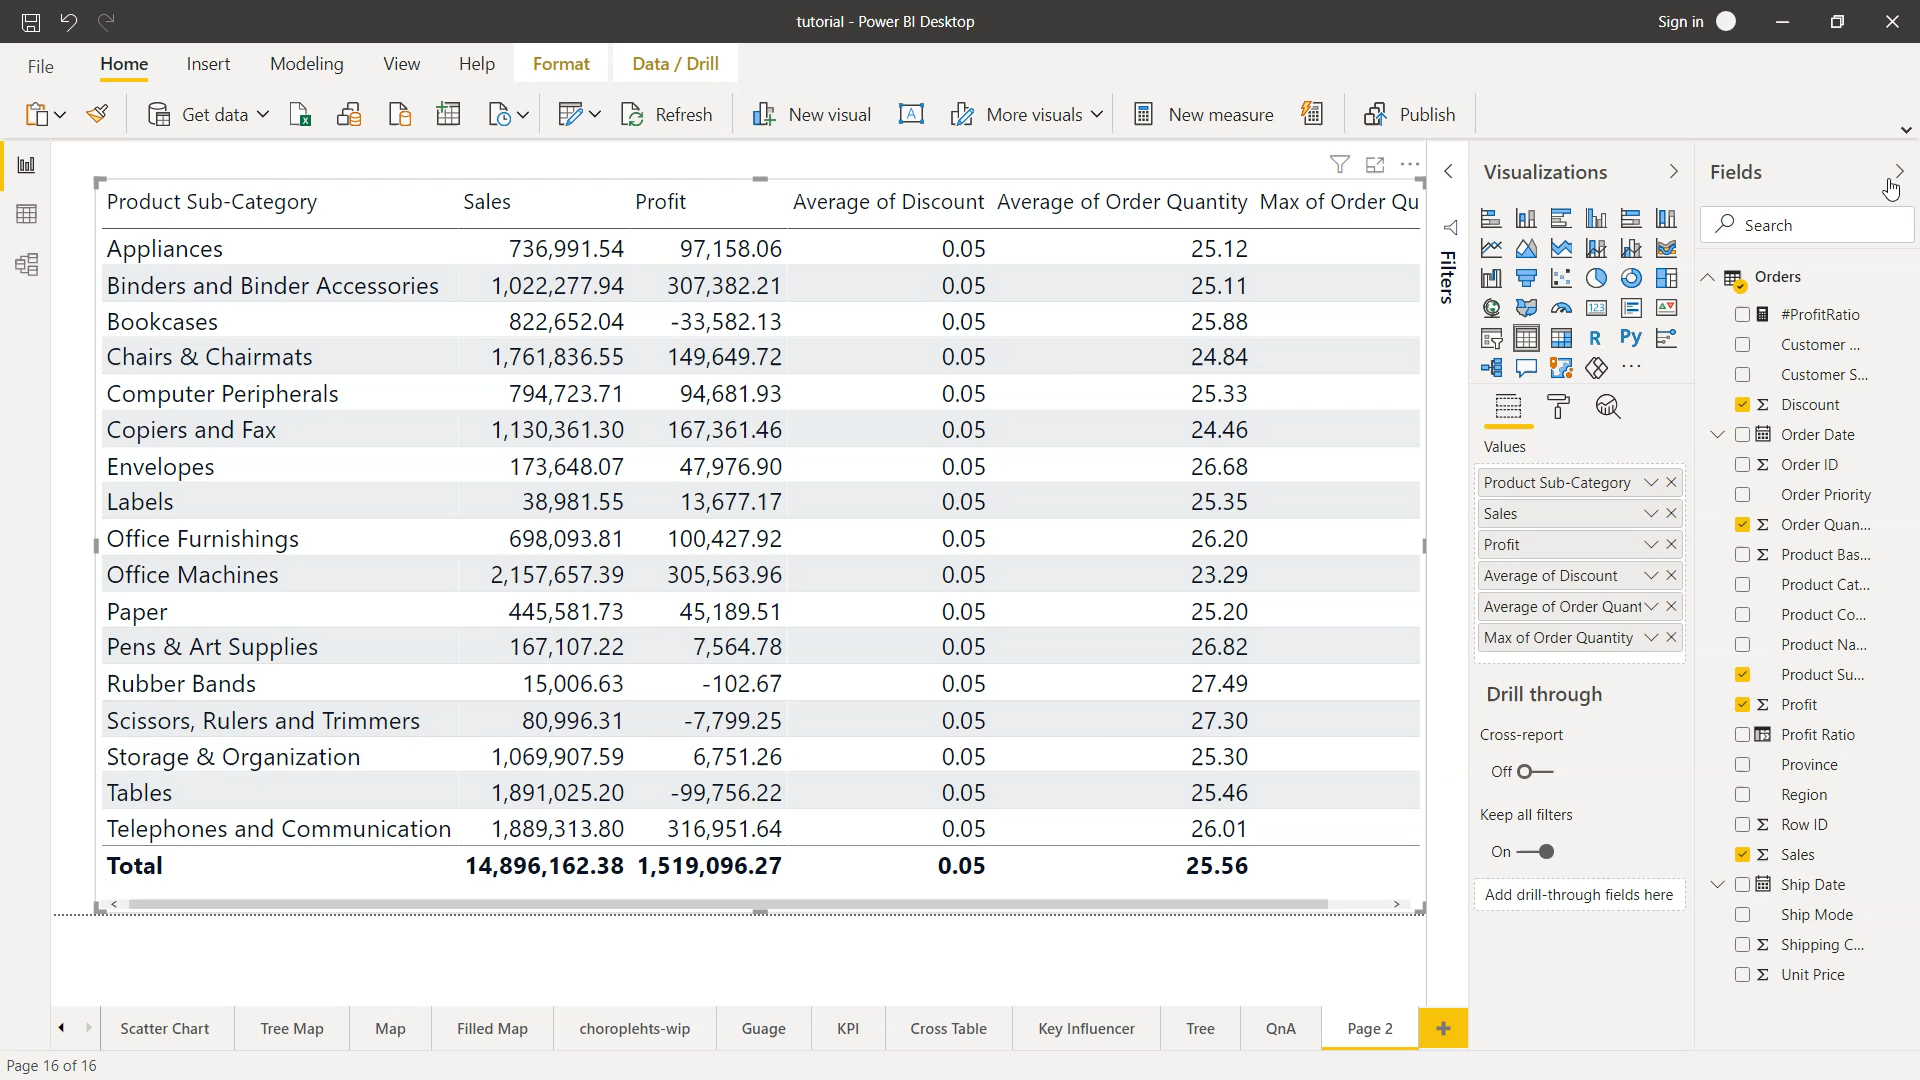 tutorial - Power BI Desktop
Sign in
File Home Insert Modeling View Help Format Data / Drill
Get data Refresh New visual More visuals New measure Publish
Product Sub-Category Sales Profit Average of Discount Average of Order Quantity Max of Order Qu
Appliances 736,991.54 97,158.06 0.05 25.12
Binders and Binder Accessories 1,022,277.94 307,382.21 0.05 25.11
Bookcases 822,652.04 -33,582.13 0.05 25.88
Chairs & Chairmats 1,761,836.55 149,649.72 0.05 24.84
Computer Peripherals 794,723.71 94,681.93 0.05 25.33
Copiers and Fax 1,130,361.30 167,361.46 0.05 24.46
Envelopes 173,648.07 47,976.90 0.05 26.68
Labels 38,981.55 13,677.17 0.05 25.35
Office Furnishings 698,093.81 100,427.92 0.05 26.20
Office Machines 2,157,657.39 305,563.96 0.05 23.29
Paper 445,581.73 45,189.51 0.05 25.20
Pens & Art Supplies 167,107.22 7,564.78 0.05 26.82
Rubber Bands 15,006.63 -102.67 0.05 27.49
Scissors, Rulers and Trimmers 80,996.31 -7,799.25 0.05 27.30
Storage & Organization 1,069,907.59 6,751.26 0.05 25.30
Tables 1,891,025.20 -99,756.22 0.05 25.46
Telephones and Communication 1,889,313.80 316,951.64 0.05 26.01
Total 14,896,162.38 1,519,096.27 0.05 25.56
Filters
Visualizations
123
R Py
Values
Product Sub-Category
Sales
Profit
Average of Discount
Average of Order Quant
Max of Order Quantity
Drill through
Cross-report
Off
Keep all filters
On
Add drill-through fields here
Fields
Search
Orders
#ProfitRatio
Customer ...
Customer S...
Σ Discount
Order Date
Σ Order ID
Order Priority
Σ Order Quan...
Σ Product Bas...
Product Cat...
Product Co...
Product Na...
Product Su...
Σ Profit
Profit Ratio
Province
Region
Σ Row ID
Σ Sales
Ship Date
Ship Mode
Σ Shipping C...
Σ Unit Price
Scatter Chart Tree Map Map Filled Map choroplehts-wip Guage KPI Cross Table Key Influencer Tree QnA Page 2
Page 16 of 16